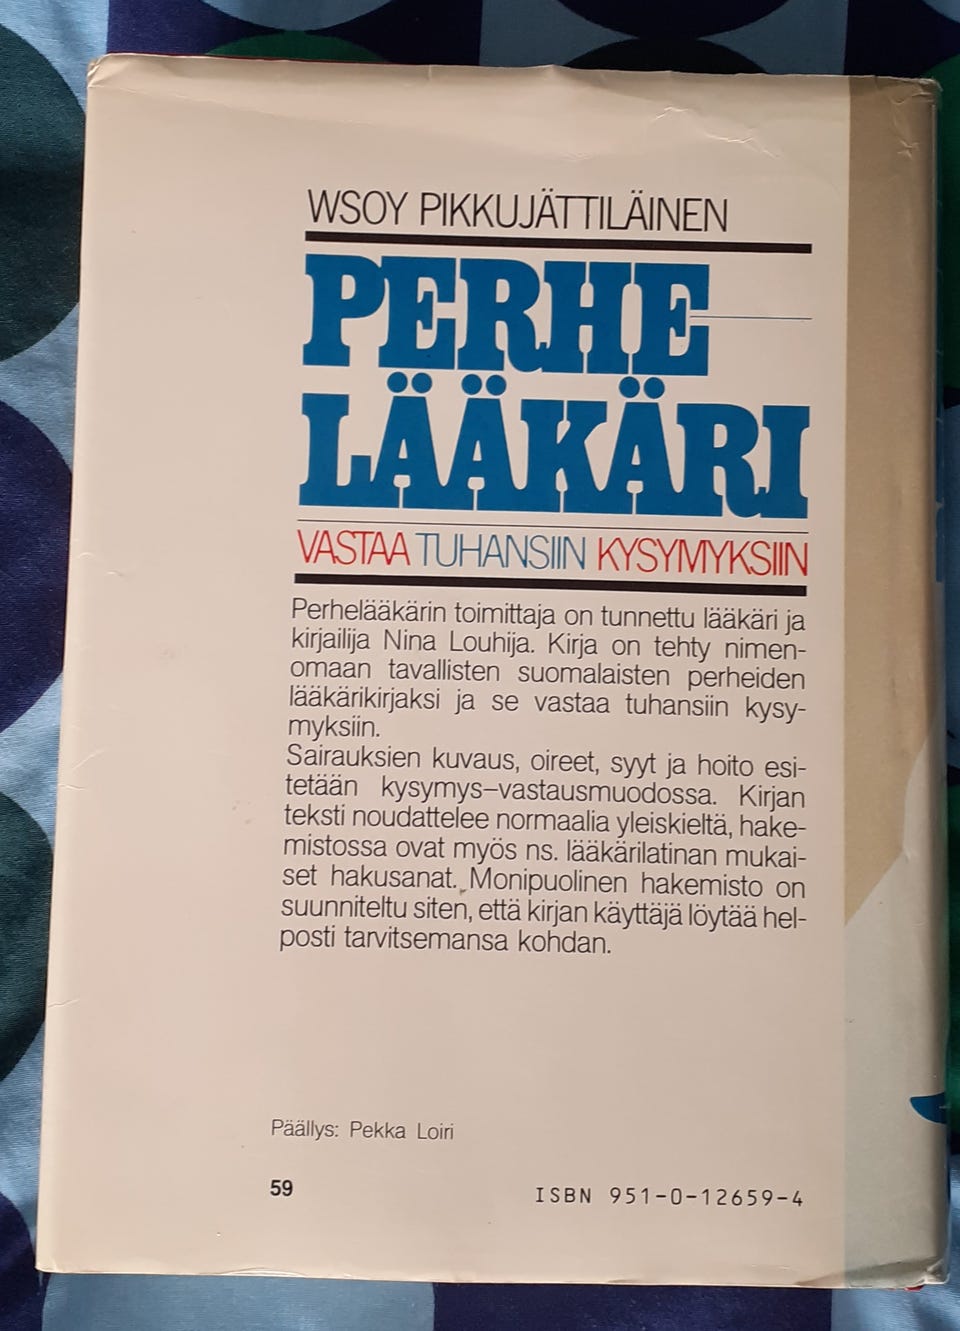 WSOY PIKKUJÄTTILÄINEN
PERHE
LÄÄKÄRI
VASTAA TUHANSIIN KYSYMYKSIIN
Perhelääkärin toimittaja on tunnettu lääkäri ja
kirjailija Nina Louhija. Kirja on tehty nimen-
omaan tavallisten suomalaisten perheiden
lääkärikirjaksi ja se vastaa tuhansiin kysy-
myksiin.
Sairauksien kuvaus, oireet, syyt ja hoito esi-
tetään kysymys–vastausmuodossa. Kirjan
teksti noudattelee normaalia yleiskieltä, hake-
mistossa ovat myös ns. lääkärilatinan mukai-
set hakusanat. Monipuolinen hakemisto on
suunniteltu siten, että kirjan käyttäjä löytää hel-
posti tarvitsemansa kohdan.
Päällys: Pekka Loiri
59
ISBN 951-0-12659-4